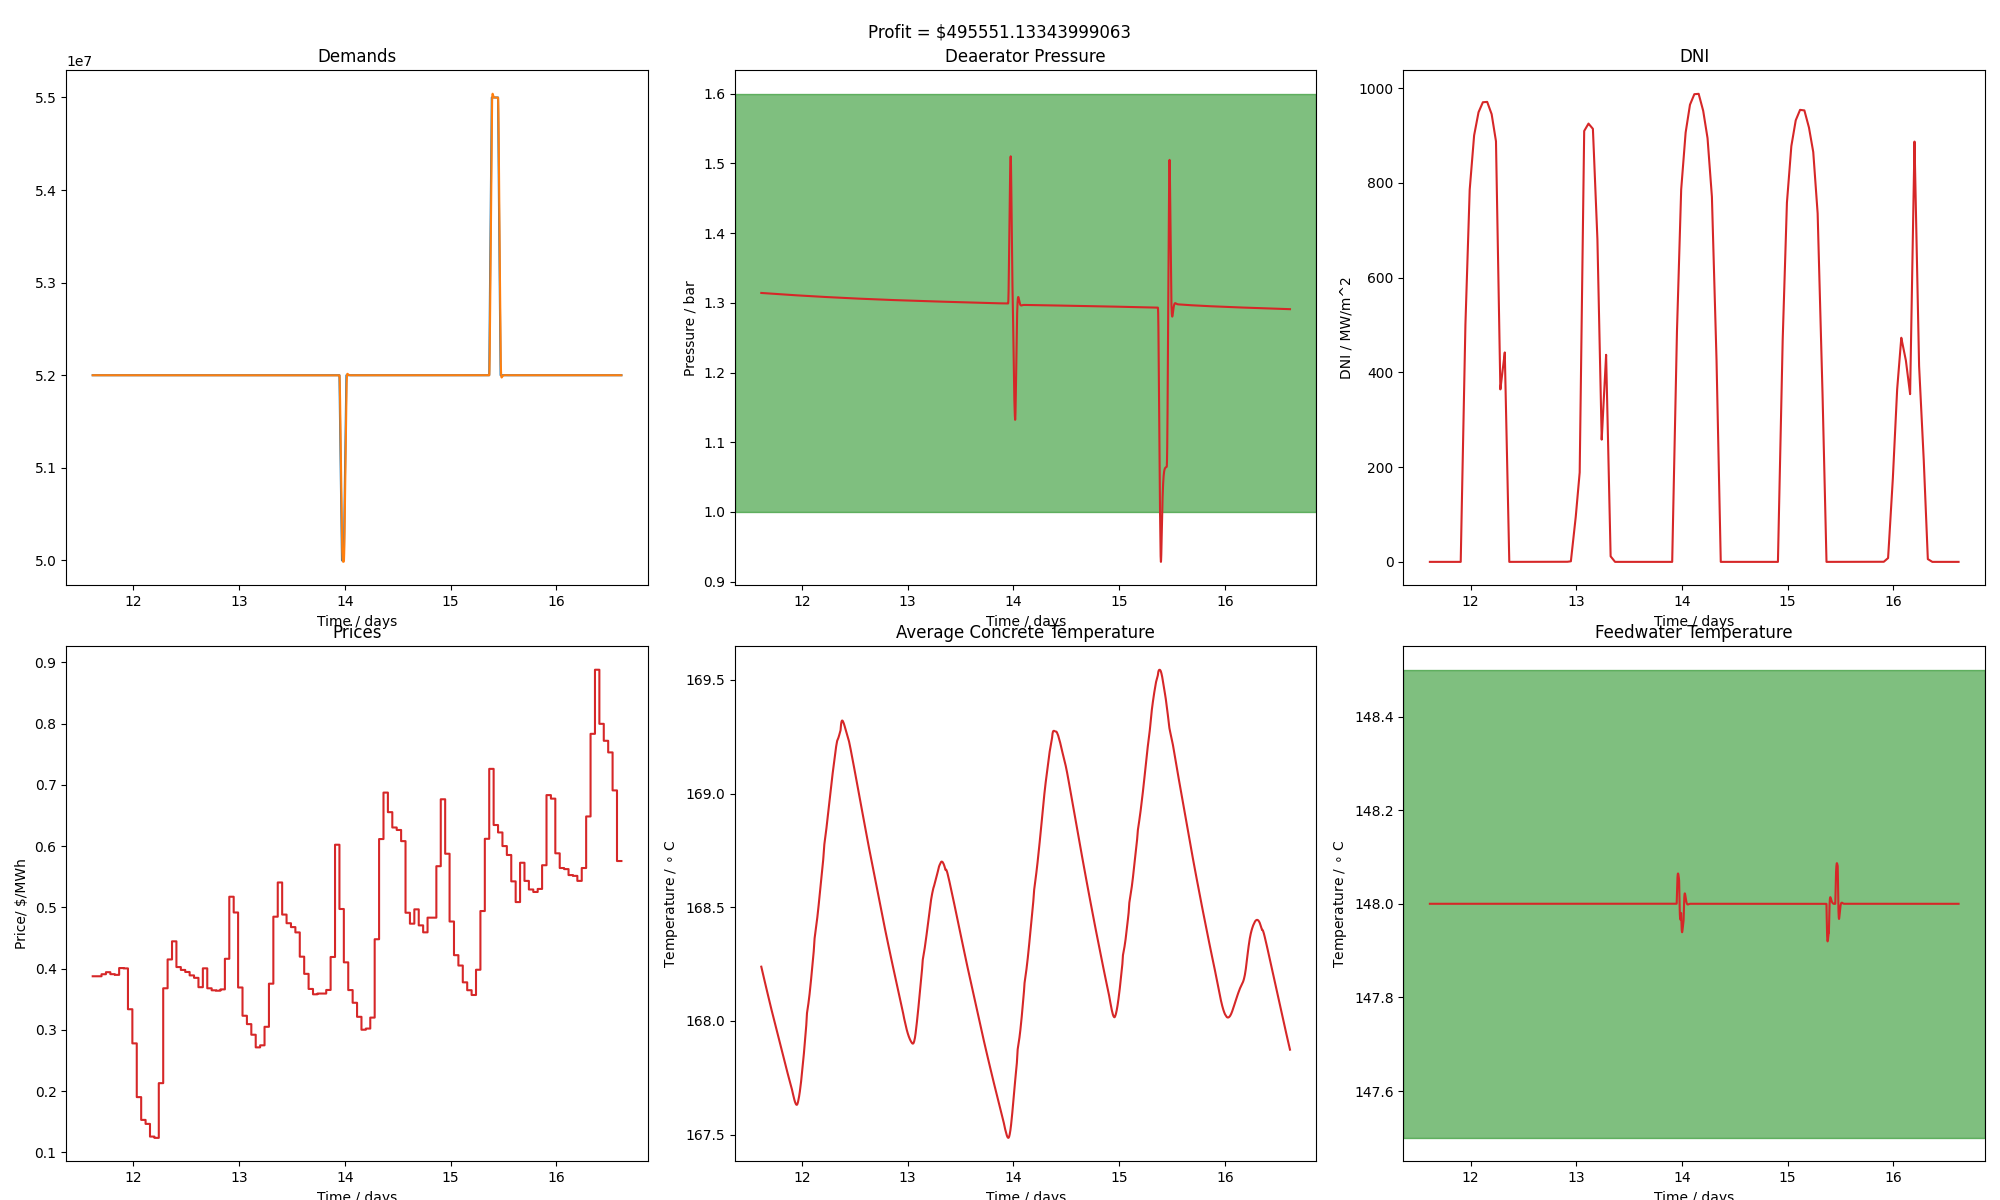 Profit = $495551.13343999063
Demands
1e7
5.5
5.4
5.3
5.2
5.1
5.0
12 13 14 15 16
Time / days
Deaerator Pressure
Pressure / bar
1.6
1.5
1.4
1.3
1.2
1.1
1.0
0.9
12 13 14 15 16
Time / days
DNI
DNI / MW/m^2
1000
800
600
400
200
0
12 13 14 15 16
Time / days
Prices
Price/ $/MWh
0.9
0.8
0.7
0.6
0.5
0.4
0.3
0.2
0.1
12 13 14 15 16
Time / days
Average Concrete Temperature
Temperature / ∘ C
169.5
169.0
168.5
168.0
167.5
12 13 14 15 16
Time / days
Feedwater Temperature
Temperature / ∘ C
148.4
148.2
148.0
147.8
147.6
12 13 14 15 16
Time / days